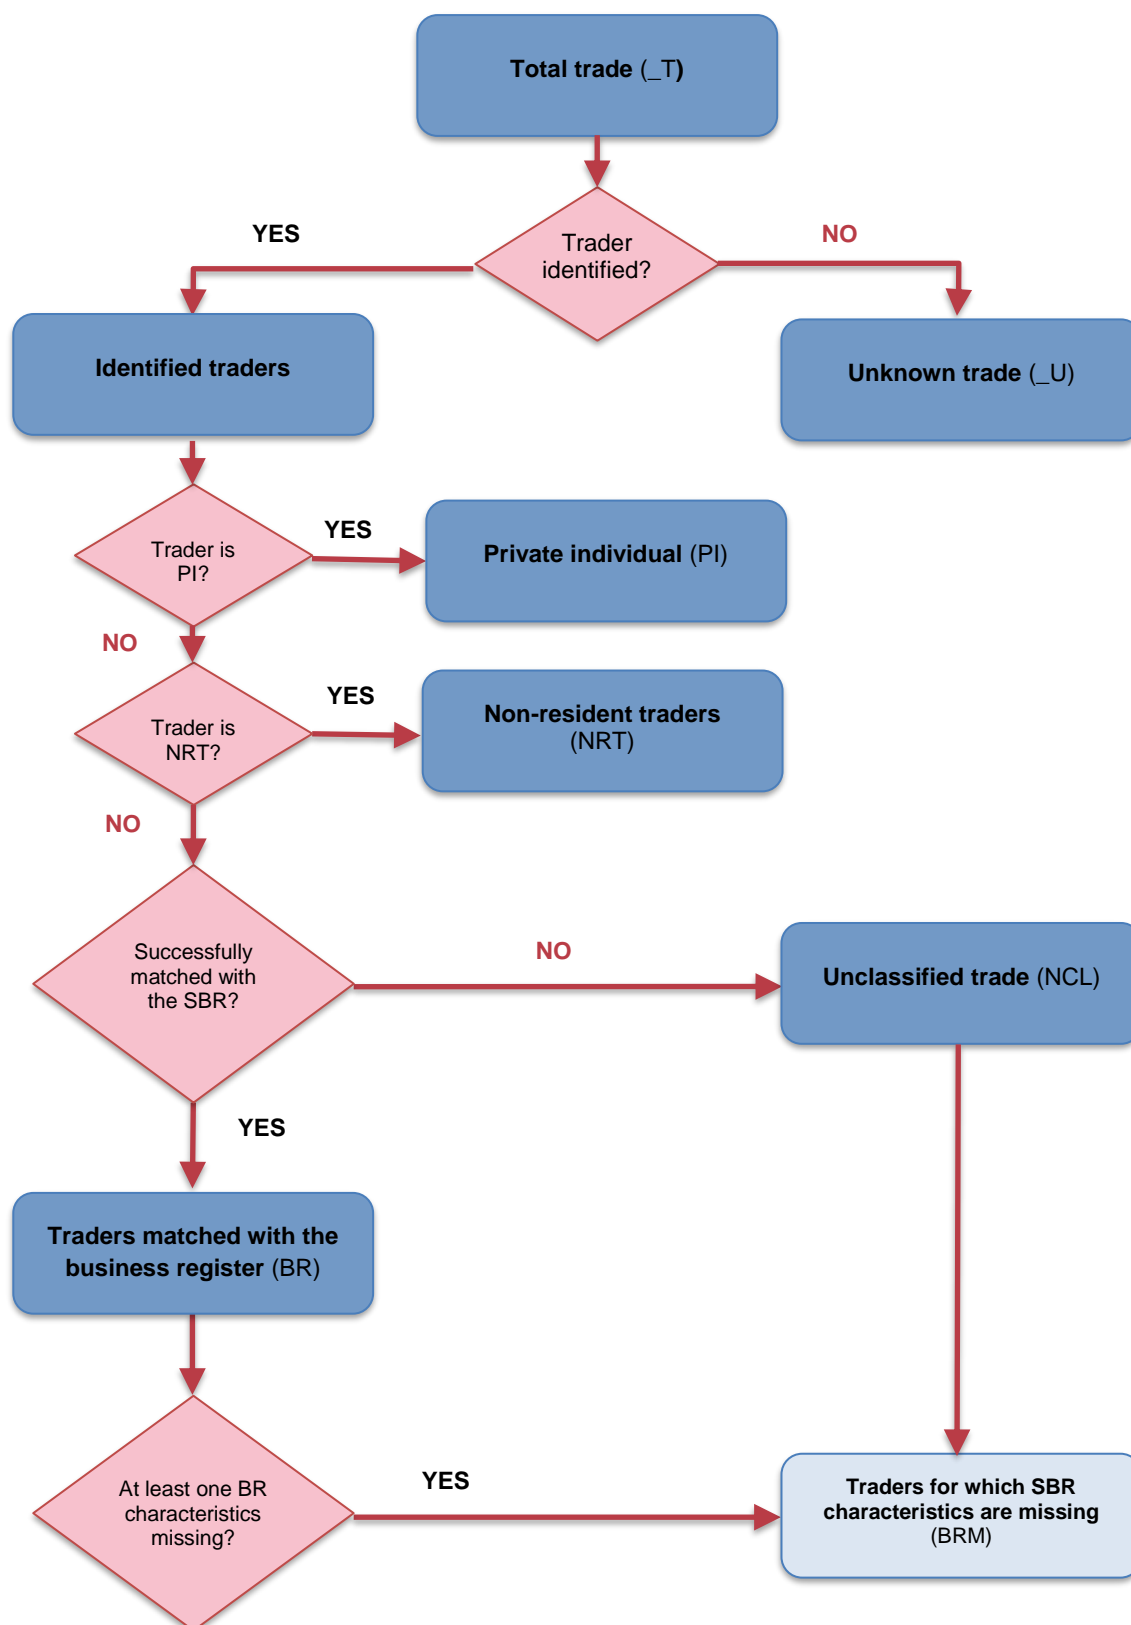 Total trade (_T)
Trader
identified?
YES
NO
Identified traders
Unknown trade (_U)
Trader is
PI?
YES
Private individual (PI)
NO
Trader is
NRT?
YES
Non-resident traders
(NRT)
NO
Successfully
matched with
the SBR?
NO
Unclassified trade (NCL)
YES
Traders matched with the
business register (BR)
At least one BR
characteristics
missing?
YES
Traders for which SBR
characteristics are missing
(BRM)